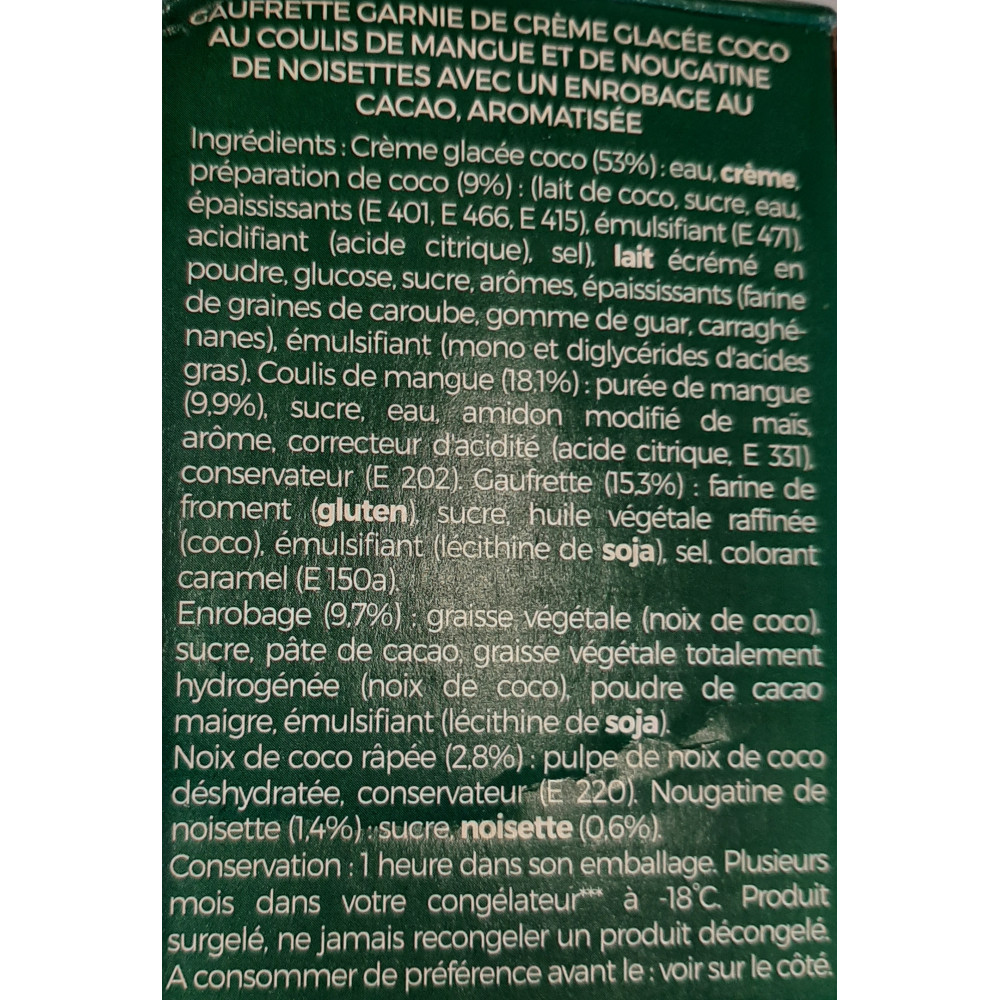 GAUFRETTE GARNIE DE CRÈME GLACÉE COCO
AU COULIS DE MANGUE ET DE NOUGATINE
DE NOISETTES AVEC UN ENROBAGE AU
CACAO, AROMATISÉE
Ingrédients : Crème glacée coco (53%) : eau, crème,
préparation de coco (9%) : (lait de coco, sucre, eau,
épaississants (E 401, E 466, E 415), émulsifiant (E 471),
acidifiant (acide citrique), sel), lait écrémé en
poudre, glucose, sucre, arômes, épaississants (farine
de graines de caroube, gomme de guar, carraghé-
nanes), émulsifiant (mono et diglycérides d'acides
gras). Coulis de mangue (18,1%) : purée de mangue
(9,9%), sucre, eau, amidon modifié de maïs,
arôme, correcteur d'acidité (acide citrique, E 331),
conservateur (E 202). Gaufrette (15,3%) : farine de
froment (gluten), sucre, huile végétale raffinée
(coco), émulsifiant (lécithine de soja), sel, colorant
caramel (E 150a).
Enrobage (9,7%) : graisse végétale (noix de coco),
sucre, pâte de cacao, graisse végétale totalement
hydrogénée (noix de coco), poudre de cacao
maigre, émulsifiant (lécithine de soja).
Noix de coco râpée (2,8%) : pulpe de noix de coco
déshydratée, conservateur (E 220). Nougatine de
noisette (1,4%) : sucre, noisette (0,6%).
Conservation : 1 heure dans son emballage. Plusieurs
mois dans votre congélateur*** à -18°C. Produit
surgelé, ne jamais recongeler un produit décongelé.
A consommer de préférence avant le : voir sur le côté.